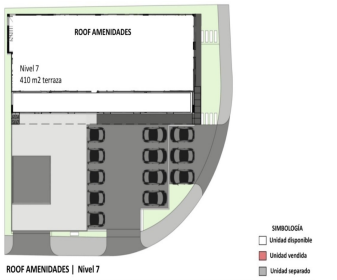 ROOF AMENIDADES
Nivel 7
410 m2 terraza
SIMBOLOGÍA
Unidad disponible
Unidad vendida
Unidad separado
ROOF AMENIDADES | Nivel 7